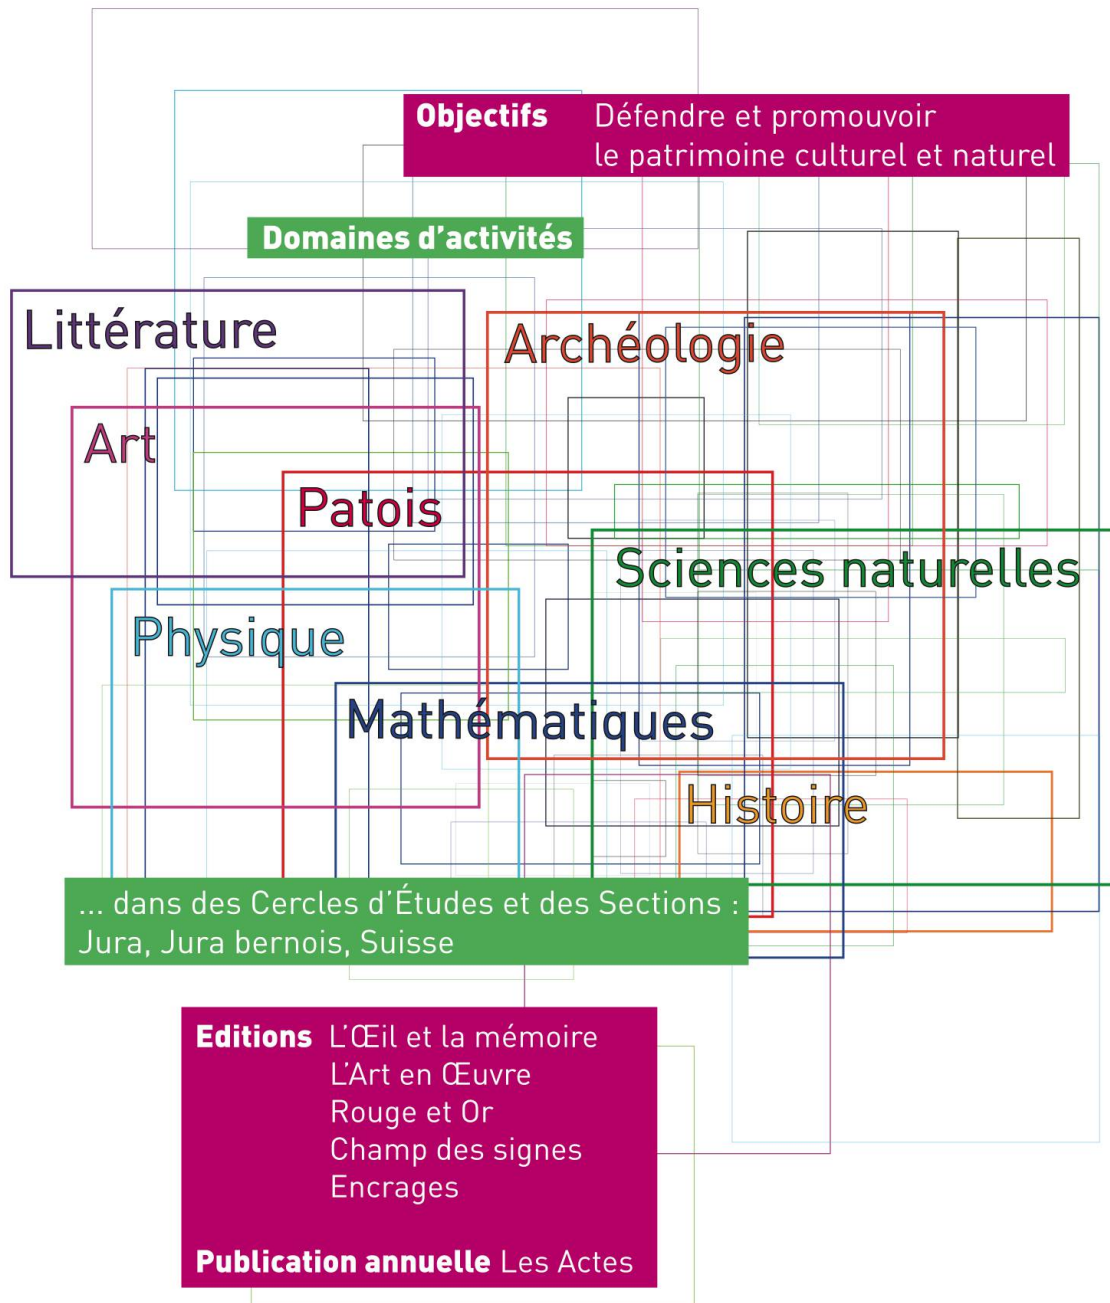 Objectifs Défendre et promouvoir
le patrimoine culturel et naturel
Domaines d'activités
Littérature
Archéologie
Art
Patois
Sciences naturelles
Physique
Mathématiques
Histoire
... dans des Cercles d'Études et des Sections :
Jura, Jura bernois, Suisse
Editions L'Œil et la mémoire
L'Art en Œuvre
Rouge et Or
Champ des signes
Encrages
Publication annuelle Les Actes